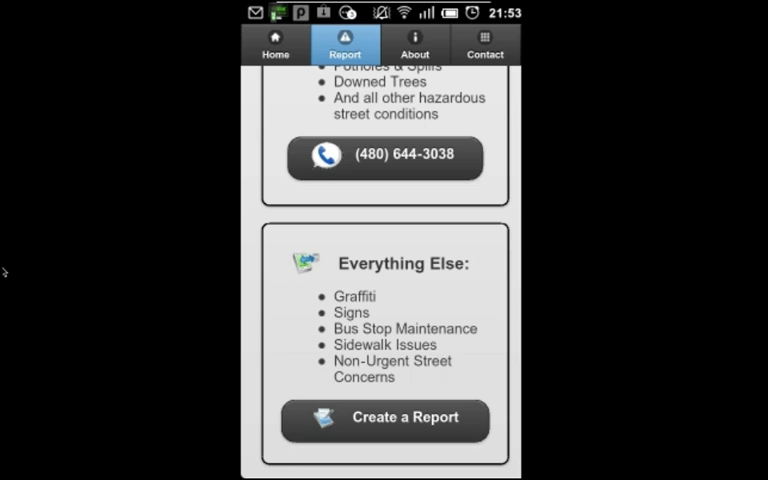 21:53
Home
Report
About
Contact
Potholes & Spills
Downed Trees
And all other hazardous
street conditions
(480) 644-3038
Everything Else:
Graffiti
Signs
Bus Stop Maintenance
Sidewalk Issues
Non-Urgent Street
Concerns
Create a Report